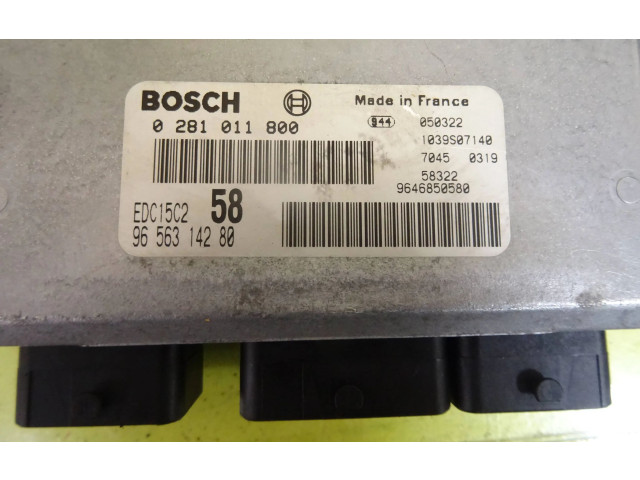 BOSCH
Made in France
0 281 011 800
944 050322
1039S07140
7045 0319
58322
9646850580
EDC15C2 58
96 563 142 80